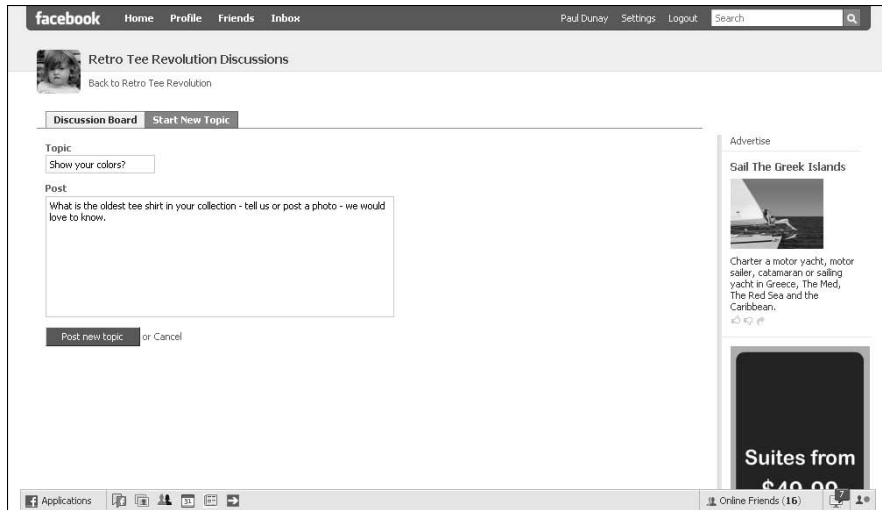 facebook Home Profile Friends Inbox Paul Dunay Settings Logout Search
Retro Tee Revolution Discussions
Back to Retro Tee Revolution
Discussion Board Start New Topic
Topic
Show your colors?
Post
What is the oldest tee shirt in your collection - tell us or post a photo - we would
love to know.
Post new topic or Cancel
Advertise
Sail The Greek Islands
Charter a motor yacht, motor
sailer, catamaran or sailing
yacht in Greece, The Med,
The Red Sea and the
Caribbean.
Suites from
$49.99
Applications 31 Online Friends (16) 7